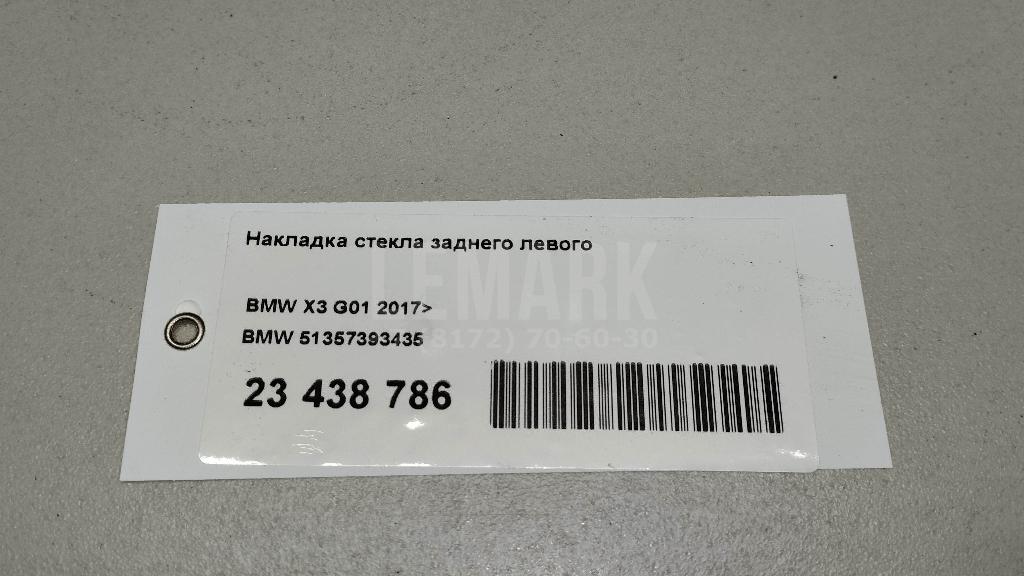 Накладка стекла заднего левого
LEMARK
BMW X3 G01 2017>
BMW 51357393435
(8172) 70-60-30
23 438 786